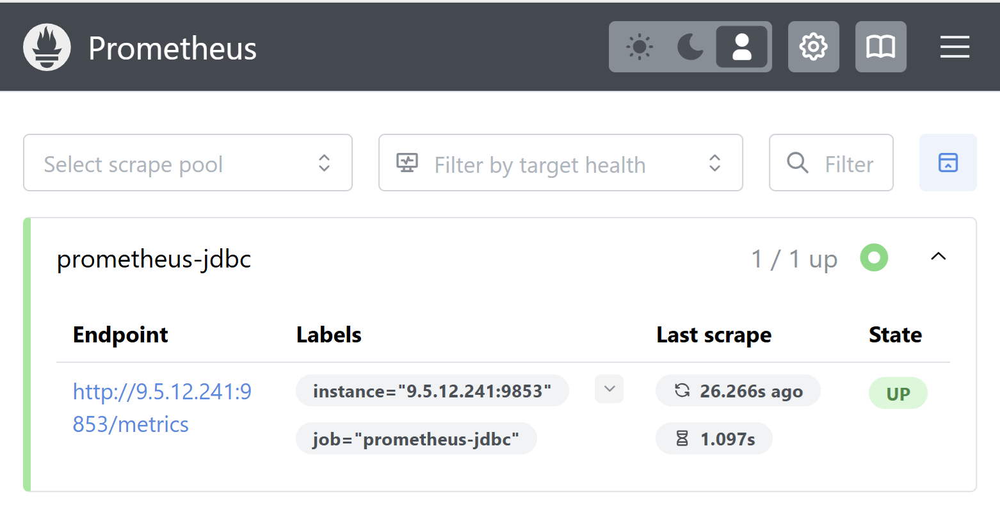 Prometheus
Select scrape pool
Filter by target health
Filter
prometheus-jdbc
1 / 1 up
Endpoint Labels Last scrape State
http://9.5.12.241:9
853/metrics
instance="9.5.12.241:9853"
job="prometheus-jdbc"
26.266s ago
1.097s
UP